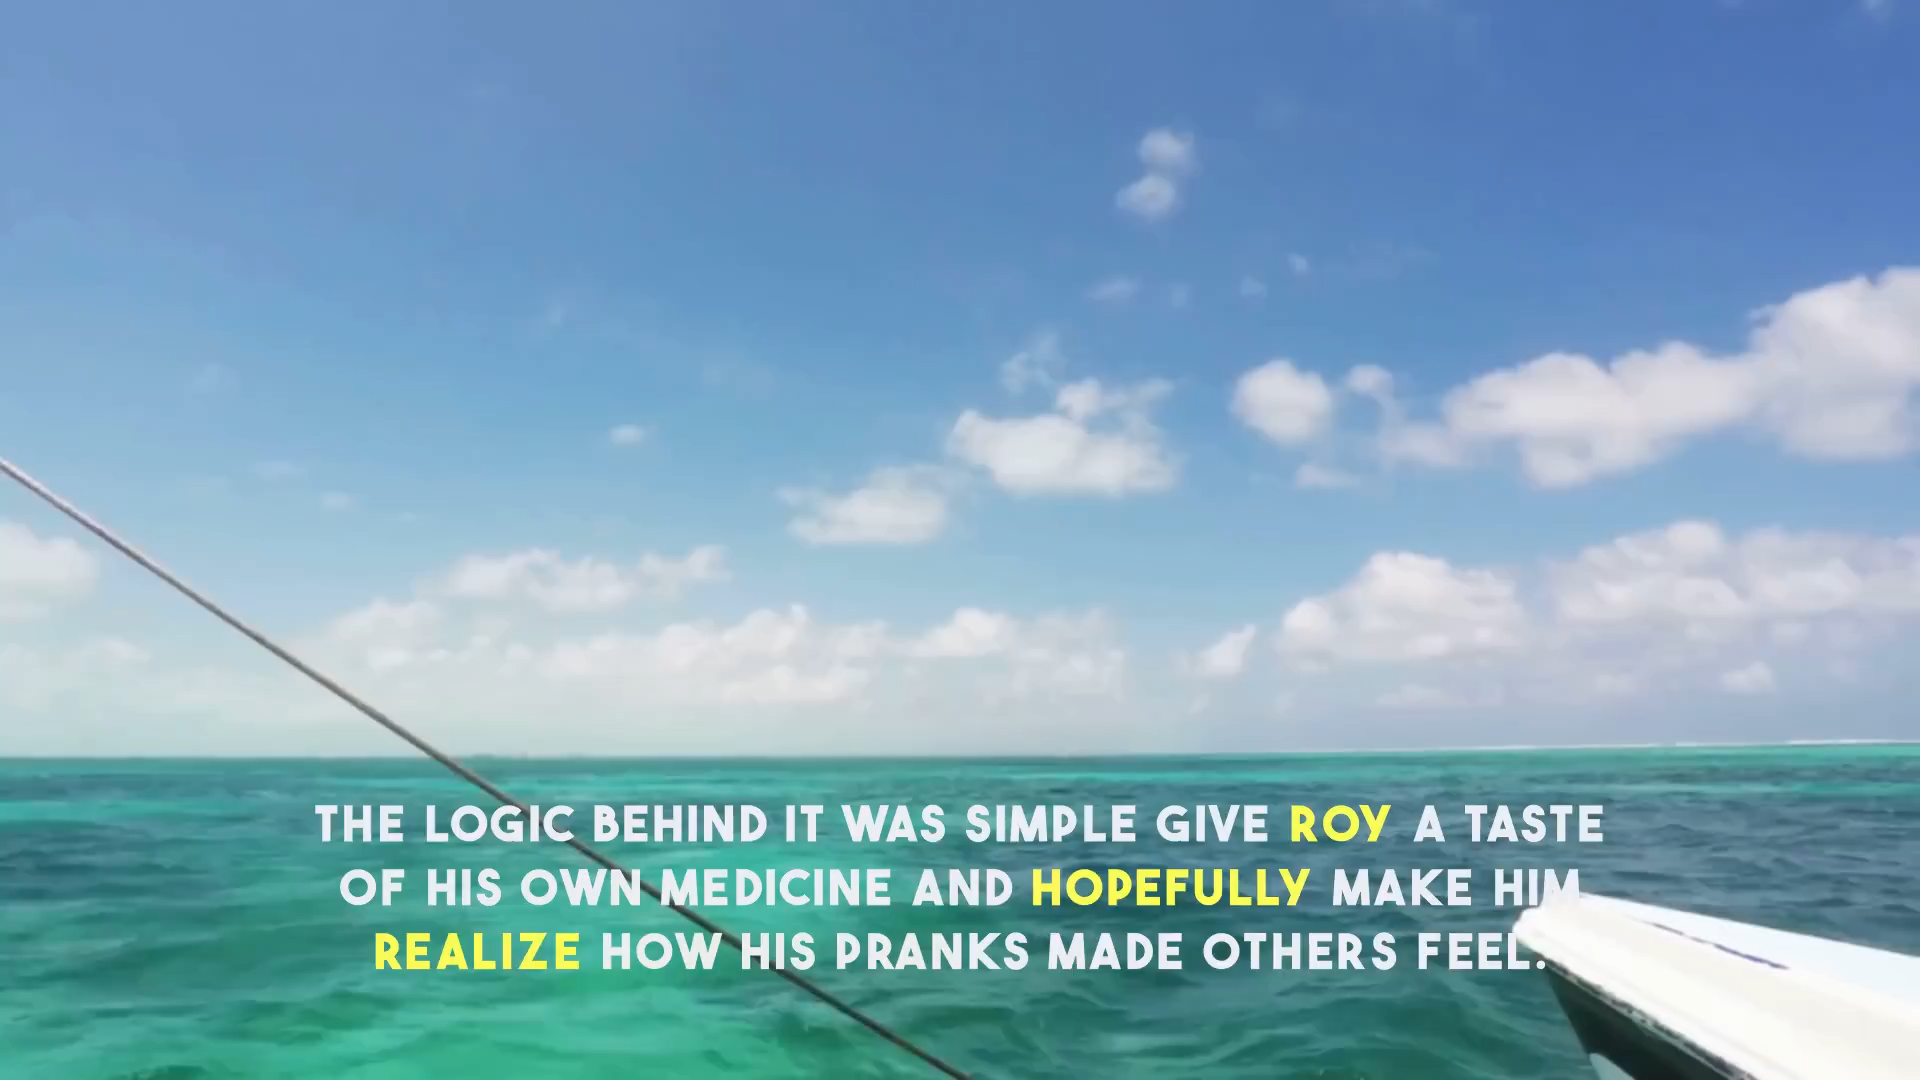 THE LOGIC BEHIND IT WAS SIMPLE GIVE ROY A TASTE
OF HIS OWN MEDICINE AND HOPEFULLY MAKE HIM
REALIZE HOW HIS PRANKS MADE OTHERS FEEL.